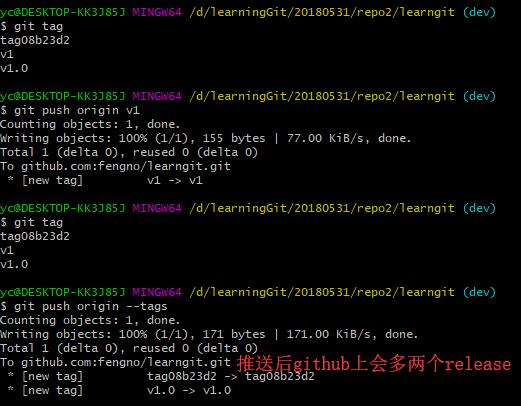 yc@DESKTOP-KK3J85J MINGW64 /d/learningGit/20180531/repo2/learngit (dev)
$ git tag
tag08b23d2
v1
v1.0
yc@DESKTOP-KK3J85J MINGW64 /d/learningGit/20180531/repo2/learngit (dev)
$ git push origin v1
Counting objects: 1, done.
Writing objects: 100% (1/1), 155 bytes | 77.00 KiB/s, done.
Total 1 (delta 0), reused 0 (delta 0)
To github.com:fengno/learngit.git
 * [new tag]         v1 -> v1
yc@DESKTOP-KK3J85J MINGW64 /d/learningGit/20180531/repo2/learngit (dev)
$ git tag
tag08b23d2
v1
v1.0
yc@DESKTOP-KK3J85J MINGW64 /d/learningGit/20180531/repo2/learngit (dev)
$ git push origin --tags
Counting objects: 1, done.
Writing objects: 100% (1/1), 171 bytes | 171.00 KiB/s, done.
Total 1 (delta 0), reused 0 (delta 0)
To github.com:fengno/learngit.git 推送后github上会多两个release
 * [new tag]         tag08b23d2 -> tag08b23d2
 * [new tag]         v1.0 -> v1.0